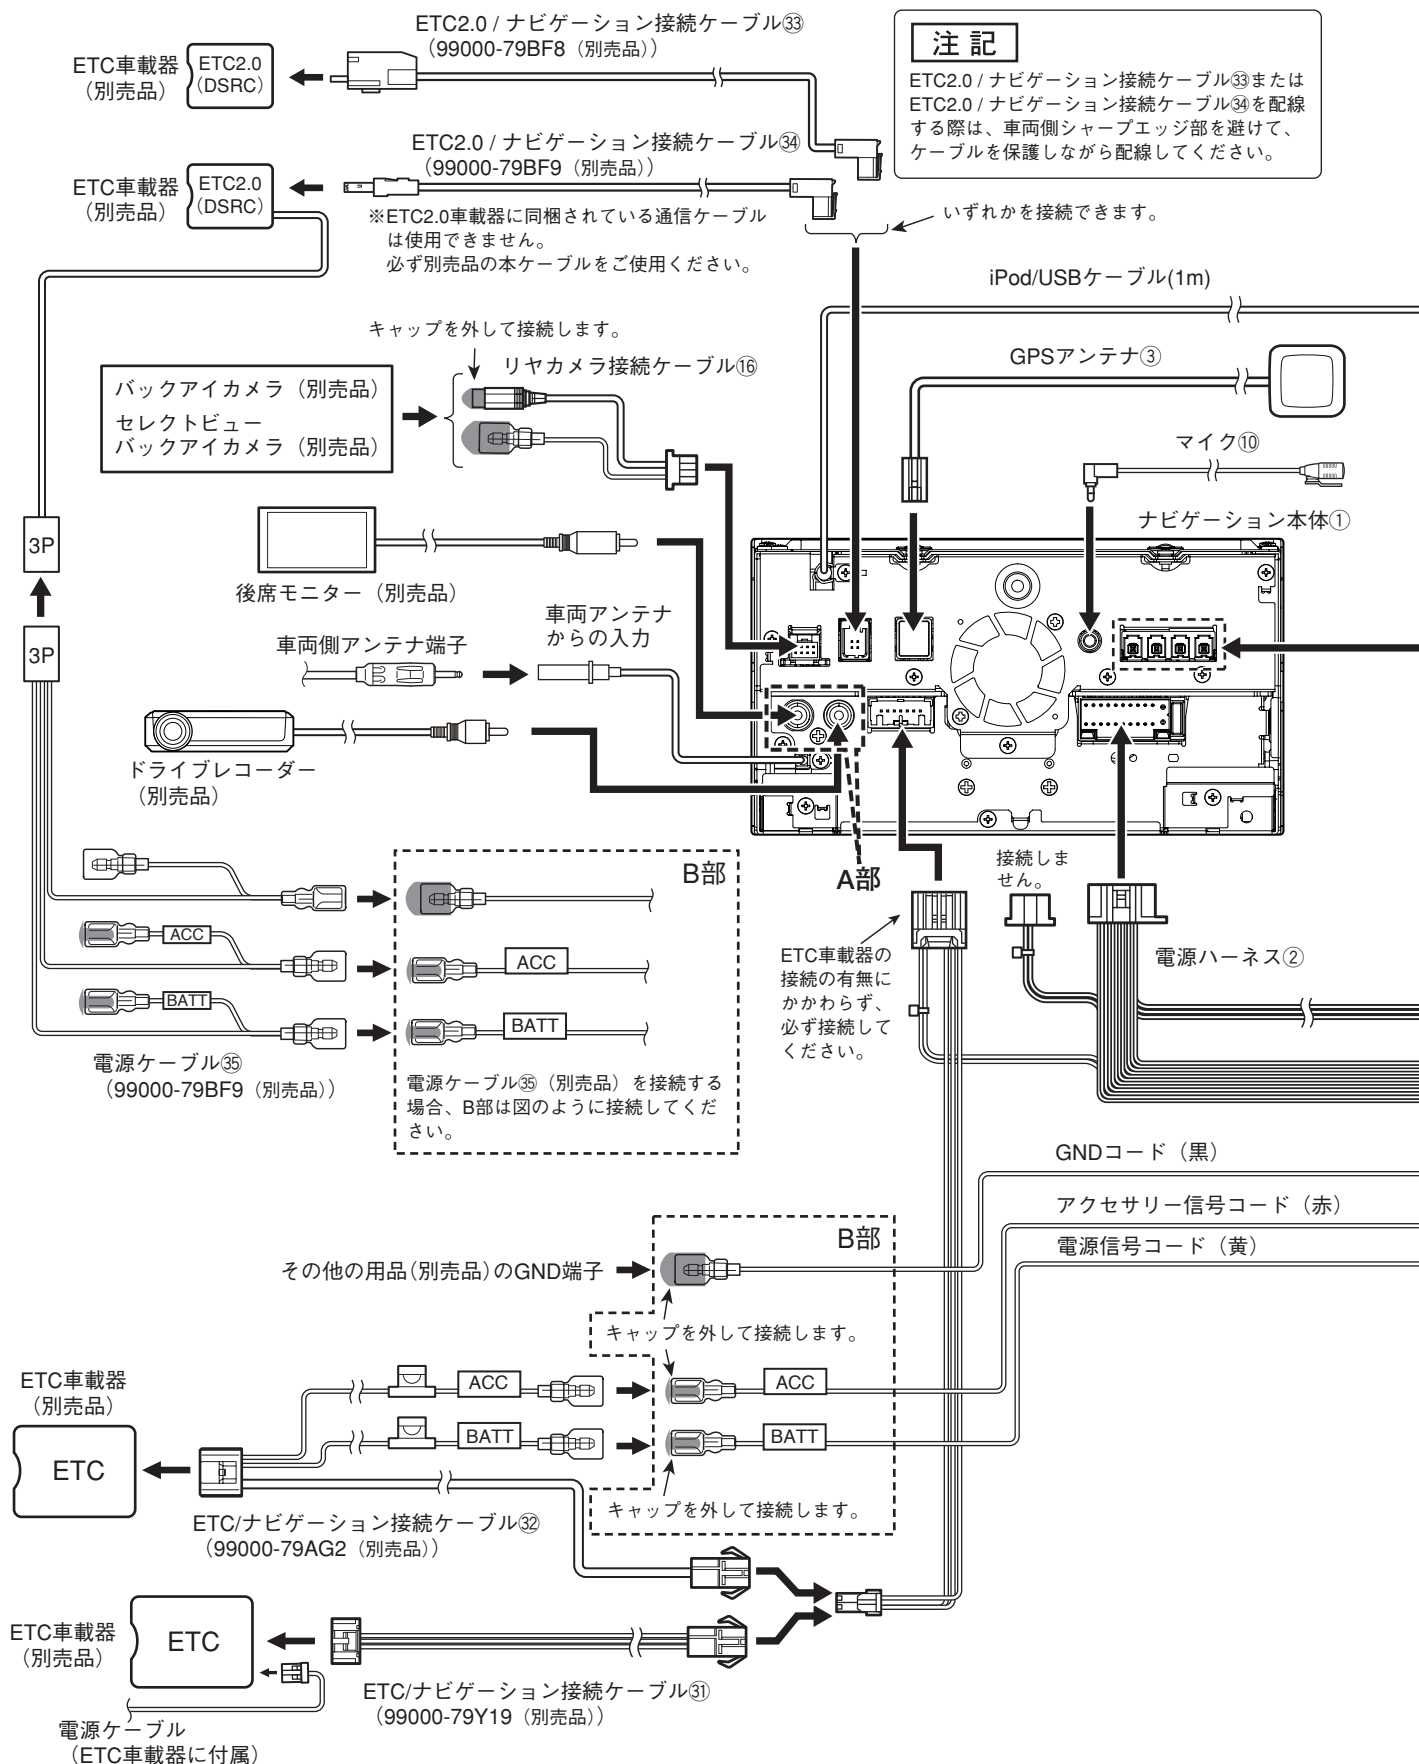 ETC2.0 / ナビゲーション接続ケーブル㉝
（99000-79BF8（別売品））
ETC車載器
（別売品）
ETC2.0
(DSRC)
注 記
ETC2.0 / ナビゲーション接続ケーブル㉝または
ETC2.0 / ナビゲーション接続ケーブル㉞を配線
する際は、車両側シャープエッジ部を避けて、
ケーブルを保護しながら配線してください。
ETC2.0 / ナビゲーション接続ケーブル㉞
（99000-79BF9（別売品））
ETC車載器
（別売品）
ETC2.0
(DSRC)
※ETC2.0車載器に同梱されている通信ケーブル
は使用できません。
必ず別売品の本ケーブルをご使用ください。
いずれかを接続できます。
iPod/USBケーブル(1m)
キャップを外して接続します。
リヤカメラ接続ケーブル⑯
GPSアンテナ③
バックアイカメラ（別売品）
セレクトビュー
バックアイカメラ（別売品）
マイク⑩
ナビゲーション本体①
3P
後席モニター（別売品）
車両アンテナ
からの入力
車両側アンテナ端子
3P
ドライブレコーダー
（別売品）
A部
接続しま
せん。
B部
ACC
ACC
BATT
BATT
ETC車載器の
接続の有無に
かかわらず、
必ず接続して
ください。
電源ハーネス②
電源ケーブル㉟
（99000-79BF9（別売品））
電源ケーブル㉟（別売品）を接続する
場合、B部は図のように接続してくだ
さい。
GNDコード（黒）
アクセサリー信号コード（赤）
電源信号コード（黄）
B部
その他の用品(別売品)のGND端子
キャップを外して接続します。
ETC車載器
（別売品）
ACC
ACC
BATT
BATT
ETC
キャップを外して接続します。
ETC/ナビゲーション接続ケーブル㉜
（99000-79AG2（別売品））
ETC車載器
（別売品）
ETC
ETC/ナビゲーション接続ケーブル㉛
（99000-79Y19（別売品））
電源ケーブル
（ETC車載器に付属）